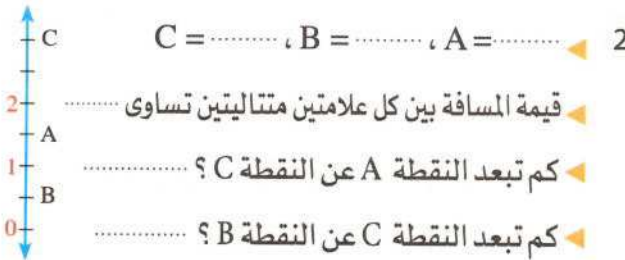 2 ◀ A =.......... ، B = .......... ، C = ..........
◀ قيمة المسافة بين كل علامتين متتاليتين تساوى ..........
◀ كم تبعد النقطة A عن النقطة C ؟ ..........
◀ كم تبعد النقطة C عن النقطة B ؟ ..........
C
2
A
1
B
0